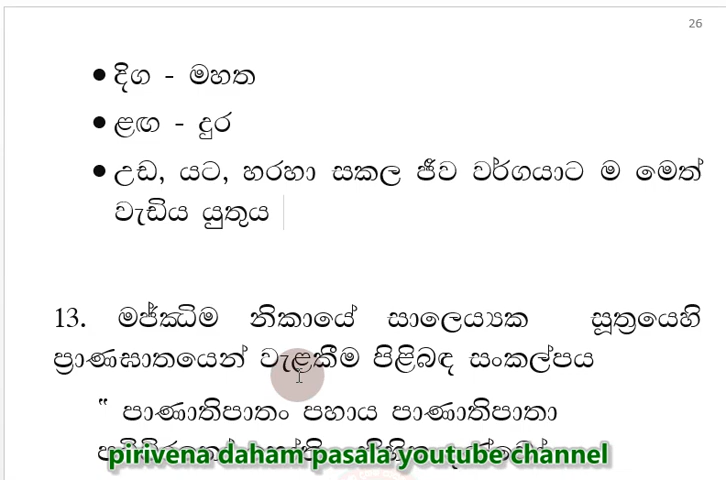 26
• දිග - මහත
• ළඟ - දුර
• උඩ, යට, හරහා සකල ජීව වර්ගයාට ම මෙත්
වැඩිය යුතුය
13. මජ්ඣිම නිකායේ සාලෙය්‍යක සූත්‍රයෙහි
ප්‍රාණඝාතයෙන් වැළකීම පිළිබඳ සංකල්පය
“ පාණාතිපාතං පහාය පාණාතිපාතා
pirivena daham pasala youtube channel